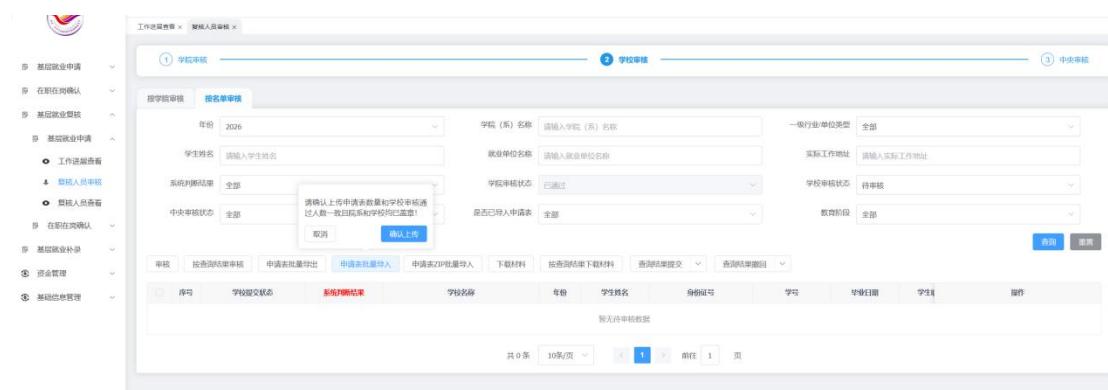 工作进展查看 × 复核人员审核 ×
1 学院审核 2 学校审核 3 中央审核
基层就业申请
在职在岗确认
基层就业复核
基层就业申请
工作进展查看
复核人员审核
复核人员查看
在职在岗确认
基层就业补录
资金管理
基础信息管理
按学院审核 按名单审核
年份 2026 学院（系）名称 请输入学院（系）名称 一级行业/单位类型 全部
学生姓名 请输入学生姓名 就业单位名称 请输入就业单位名称 实际工作地址 请输入实际工作地址
系统判断结果 全部 学院审核状态 已通过 学校审核状态 待审核
中央审核状态 全部 是否已导入申请表 全部 教育阶段 全部
请确认上传申请表数量和学校审核通
过人数一致且院系和学校均已盖章！
取消 确认上传
查询 重置
审核 按查询结果审核 申请表批量导出 申请表批量导入 申请表ZIP批量导入 下载材料 按查询结果下载材料 查询结果提交 查询结果撤回
序号 学校提交状态 系统判断结果 学校名称 年份 学生姓名 身份证号 学号 毕业日期 操作
暂无待审核数据
共 0 条 10条/页 1 前往 1 页